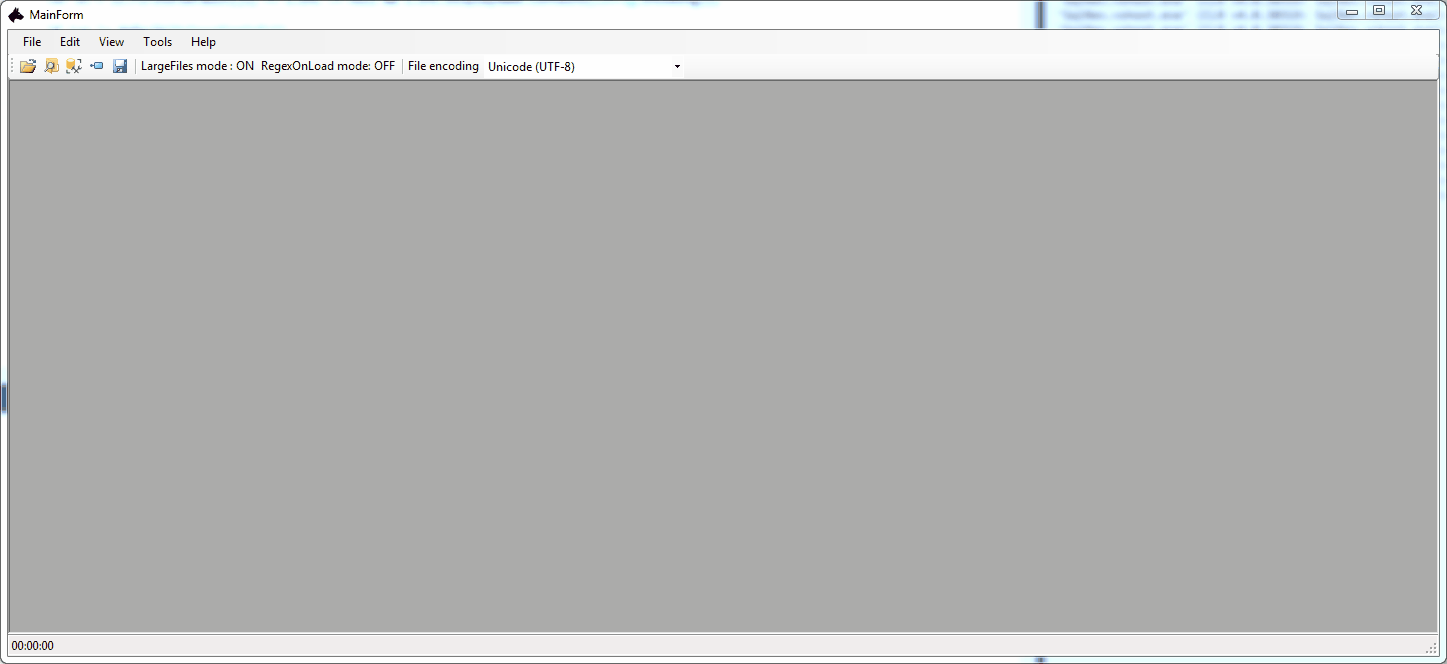 MainForm
File Edit View Tools Help
LargeFiles mode : ON RegexOnLoad mode: OFF File encoding Unicode (UTF-8)
00:00:00